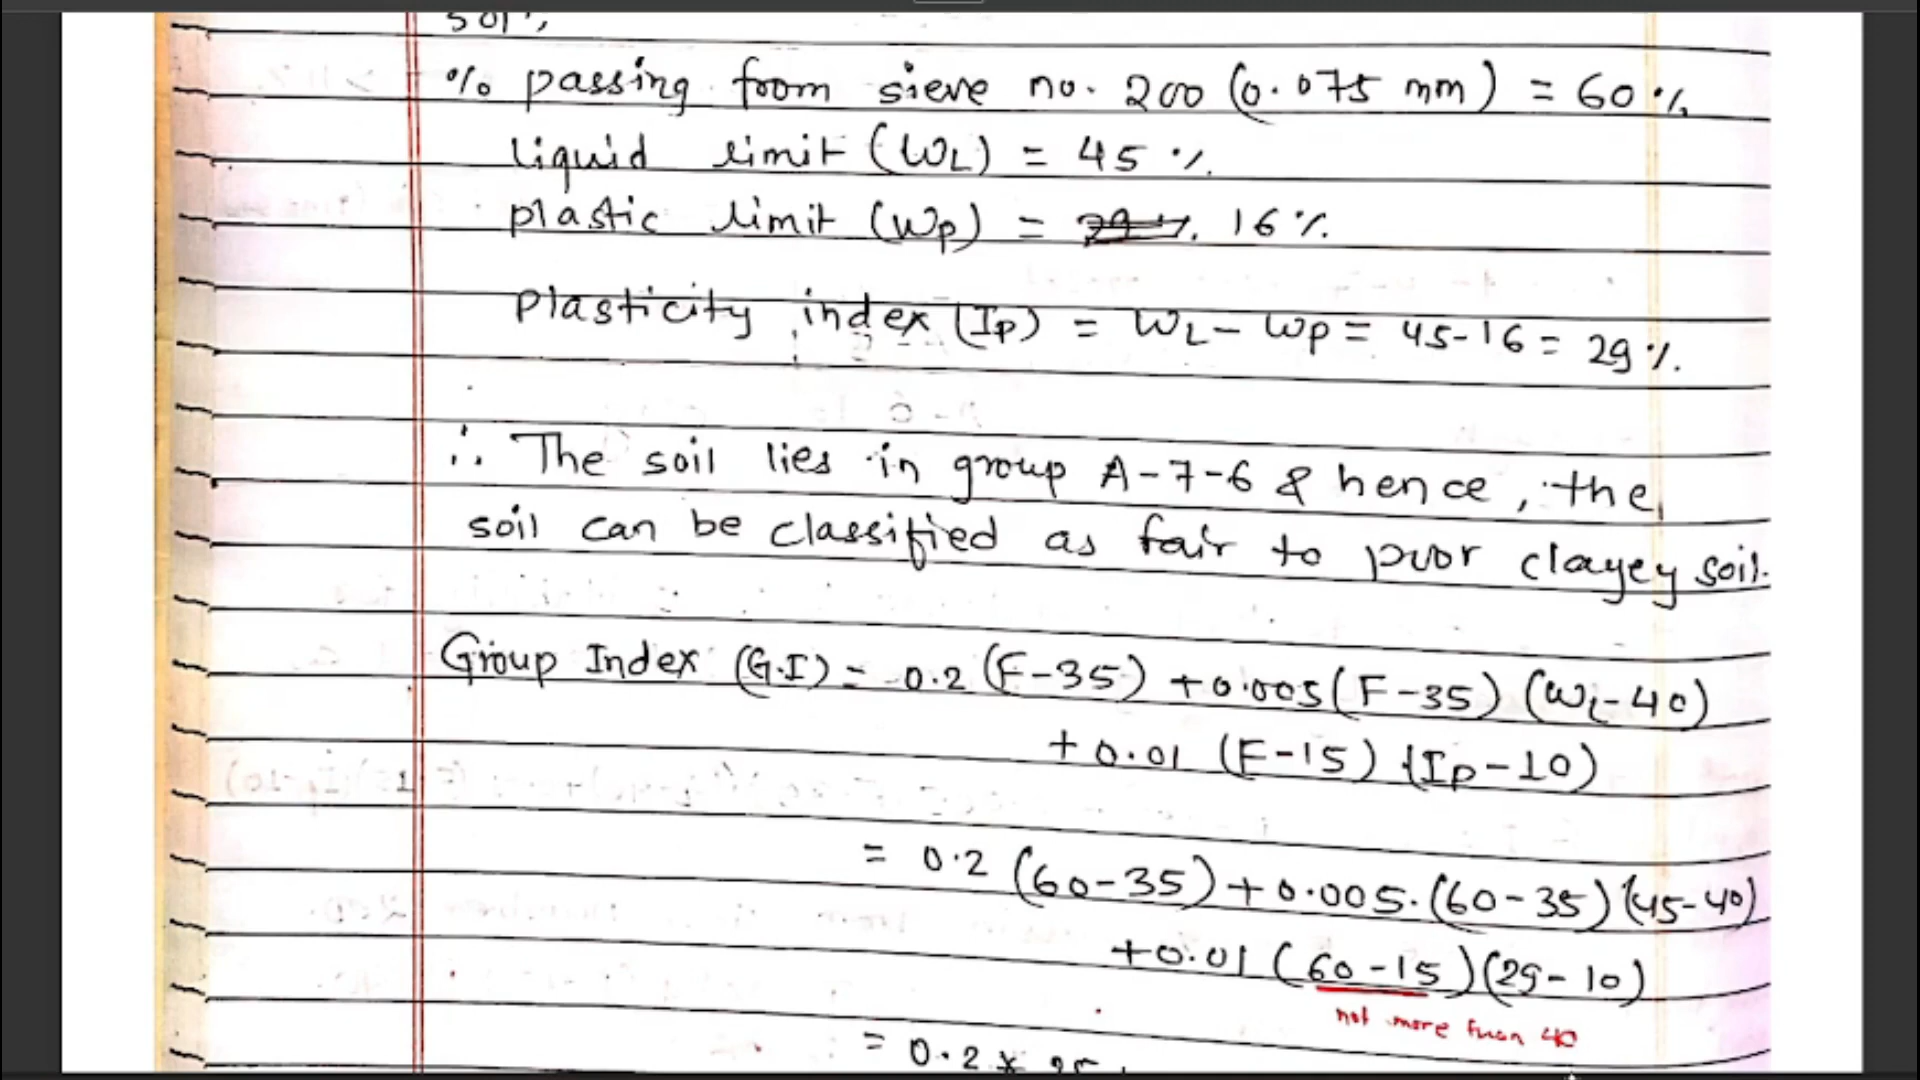 soln,
% passing from sieve no. 200 (0.075 mm) = 60 %
liquid limit (WL) = 45 %.
plastic limit (Wp) = 29 %. 16 %.
Plasticity index (Ip) = WL - Wp = 45-16 = 29 %.
∴ The soil lies in group A-7-6 & hence, the
soil can be classified as fair to poor clayey soil.
Group Index (G.I) = 0.2 (F-35) + 0.005 (F-35) (WL-40)
+ 0.01 (F-15) (Ip-10)
= 0.2 (60-35) + 0.005. (60-35) (45-40)
+ 0.01 (60-15) (29-10)
not more than 40
= 0.2 *